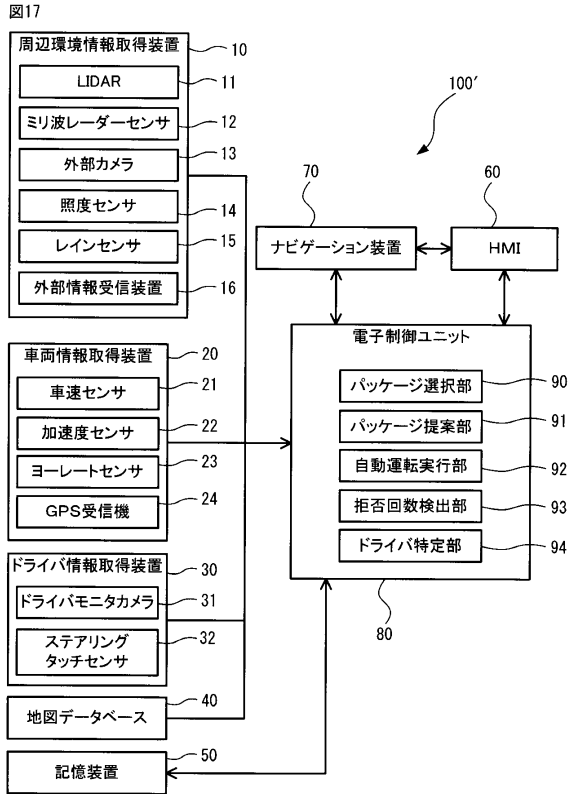 図17
周辺環境情報取得装置
10
LIDAR
11
ミリ波レーダーセンサ
12
外部カメラ
13
照度センサ
14
レインセンサ
15
外部情報受信装置
16
車両情報取得装置
20
車速センサ
21
加速度センサ
22
ヨーレートセンサ
23
GPS受信機
24
ドライバ情報取得装置
30
ドライバモニタカメラ
31
ステアリング
タッチセンサ
32
地図データベース
40
記憶装置
50
100′
70
ナビゲーション装置
60
HMI
電子制御ユニット
パッケージ選択部
90
パッケージ提案部
91
自動運転実行部
92
拒否回数検出部
93
ドライバ特定部
94
80